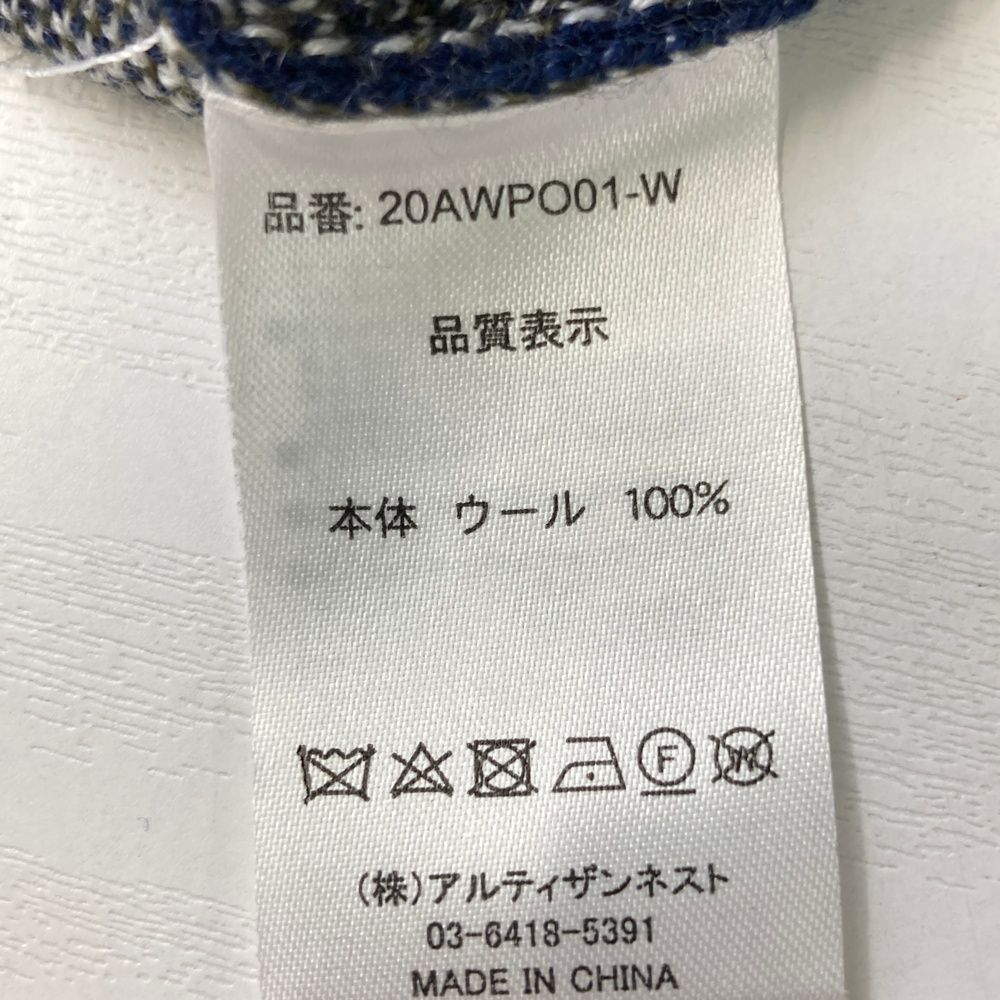 品番: 20AWPO01-W
品質表示
本体 ウール 100%
F W
(株)アルティザンネスト
03-6418-5391
MADE IN CHINA